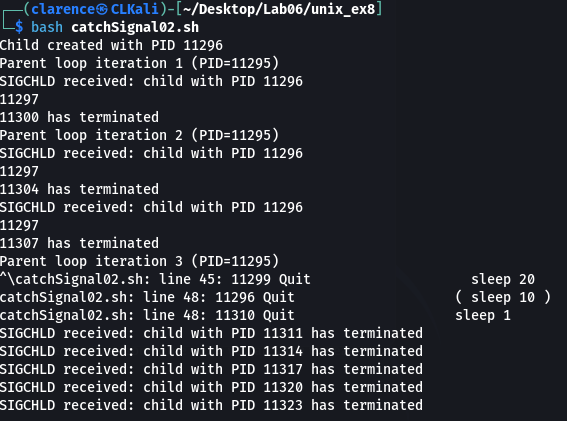 ┌──(clarence㉿CLKali)-[~/Desktop/Lab06/unix_ex8]
└─$ bash catchSignal02.sh
Child created with PID 11296
Parent loop iteration 1 (PID=11295)
SIGCHLD received: child with PID 11296
11297
11300 has terminated
Parent loop iteration 2 (PID=11295)
SIGCHLD received: child with PID 11296
11297
11304 has terminated
SIGCHLD received: child with PID 11296
11297
11307 has terminated
Parent loop iteration 3 (PID=11295)
^\catchSignal02.sh: line 45: 11299 Quit                    sleep 20
catchSignal02.sh: line 48: 11296 Quit                    ( sleep 10 )
catchSignal02.sh: line 48: 11310 Quit                    sleep 1
SIGCHLD received: child with PID 11311 has terminated
SIGCHLD received: child with PID 11314 has terminated
SIGCHLD received: child with PID 11317 has terminated
SIGCHLD received: child with PID 11320 has terminated
SIGCHLD received: child with PID 11323 has terminated